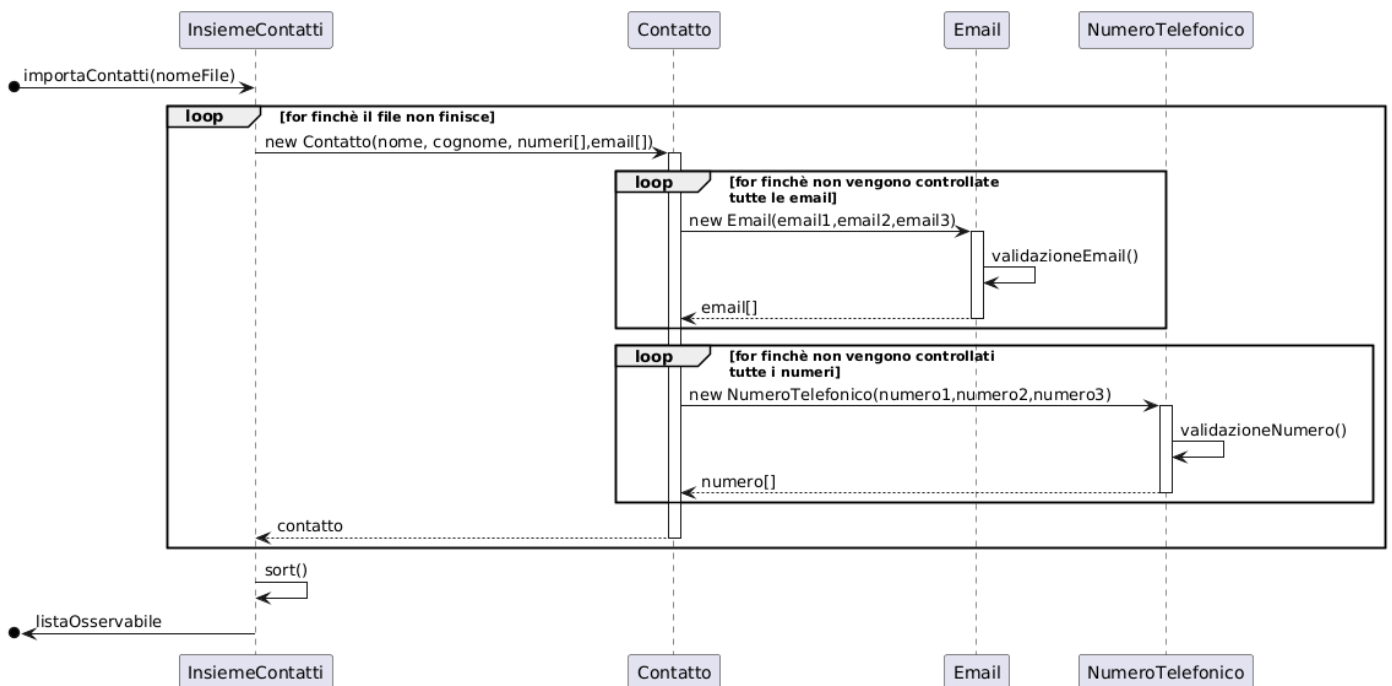 InsiemeContatti
Contatto
Email
NumeroTelefonico
importaContatti(nomeFile)
loop
[for finchè il file non finisce]
new Contatto(nome, cognome, numeri[],email[])
loop
[for finchè non vengono controllate
tutte le email]
new Email(email1,email2,email3)
validazioneEmail()
email[]
loop
[for finchè non vengono controllati
tutte i numeri]
new NumeroTelefonico(numero1,numero2,numero3)
validazioneNumero()
numero[]
contatto
sort()
listaOsservabile
InsiemeContatti
Contatto
Email
NumeroTelefonico